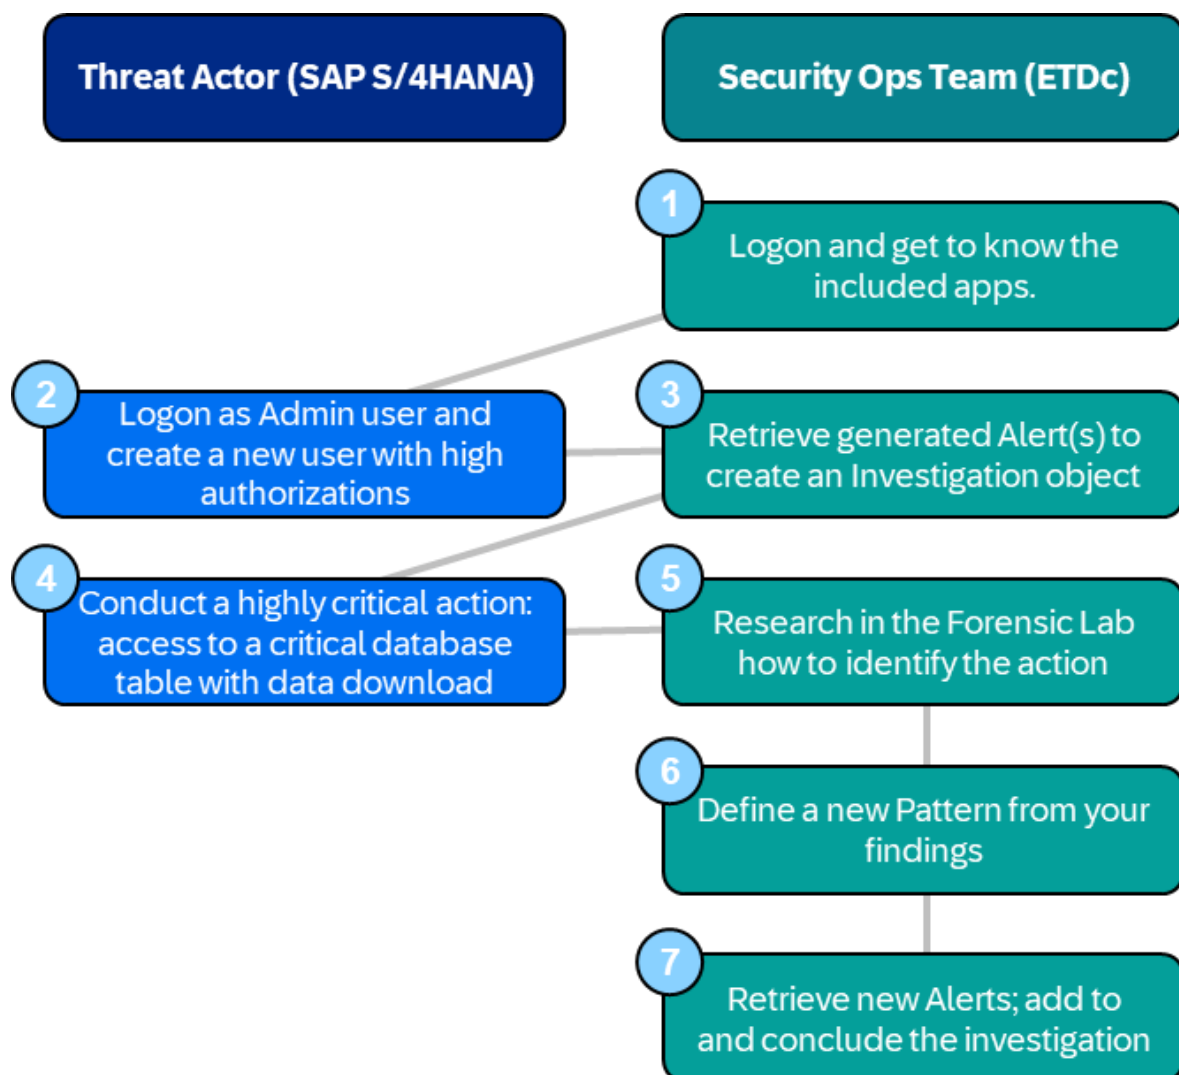 Threat Actor (SAP S/4HANA)
Security Ops Team (ETDc)
1
Logon and get to know the
included apps.
2
Logon as Admin user and
create a new user with high
authorizations
3
Retrieve generated Alert(s) to
create an Investigation object
4
Conduct a highly critical action:
access to a critical database
table with data download
5
Research in the Forensic Lab
how to identify the action
6
Define a new Pattern from your
findings
7
Retrieve new Alerts; add to
and conclude the investigation